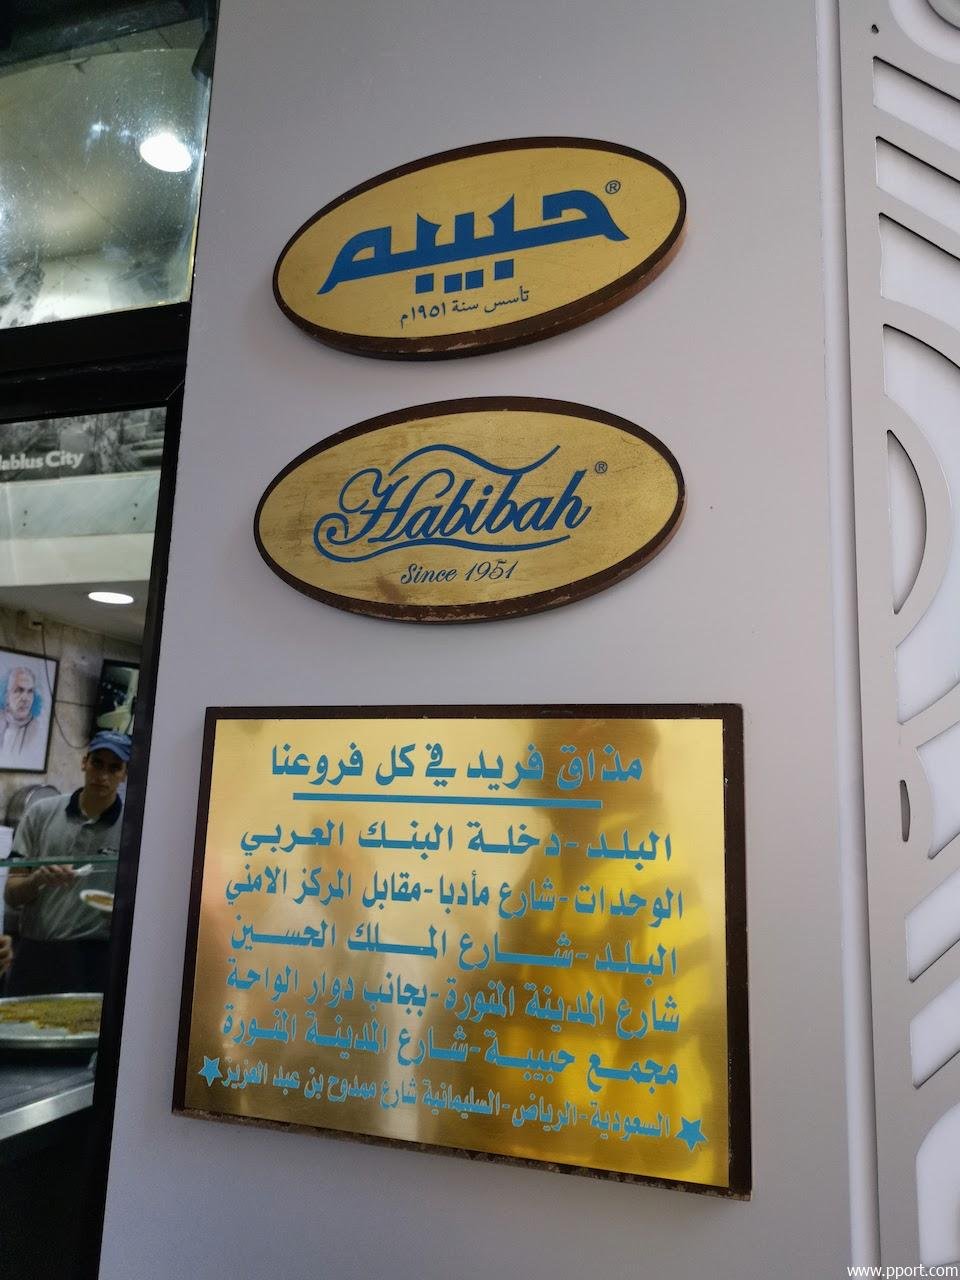 حبيبه ®
تأسس سنة ١٩٥١م
Habibah ®
Since 1951
مذاق فريد في كل فروعنا
البلد-دخلة البنك العربي
الوحدات-شارع مأدبا-مقابل المركز الامني
البلد-شارع الملك الحسين
شارع المدينة المنورة-بجانب دوار الواحة
مجمع حبيبة-شارع المدينة المنورة
السعودية-الرياض-السليمانية شارع ممدوح بن عبد العزيز
ablus City
www.pport.com